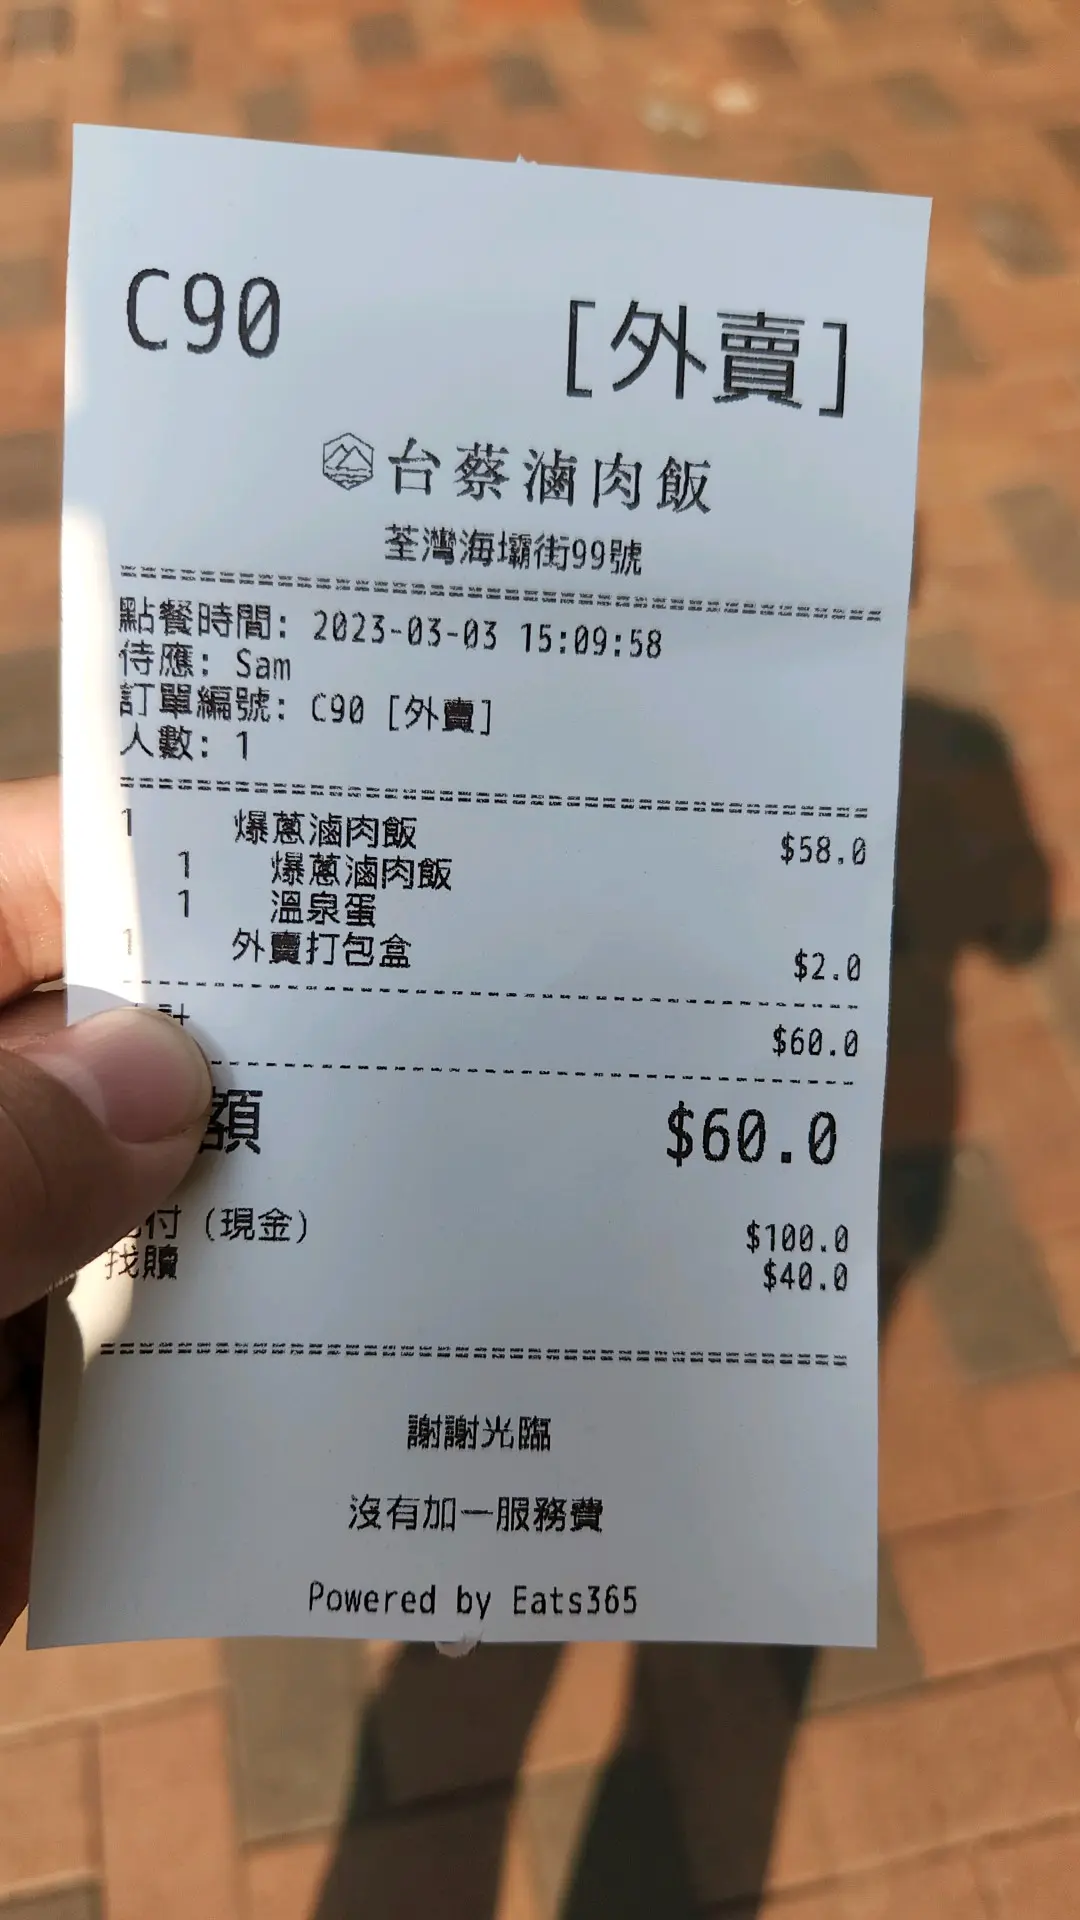 C90 [外賣]
台蔡滷肉飯
荃灣海壩街99號
點餐時間: 2023-03-03 15:09:58
侍應: Sam
訂單編號: C90 [外賣]
人數: 1
1 爆蔥滷肉飯 $58.0
1 爆蔥滷肉飯
1 溫泉蛋
1 外賣打包盒 $2.0
計 $60.0
額 $60.0
付 (現金) $100.0
找贖 $40.0
謝謝光臨
沒有加一服務費
Powered by Eats365